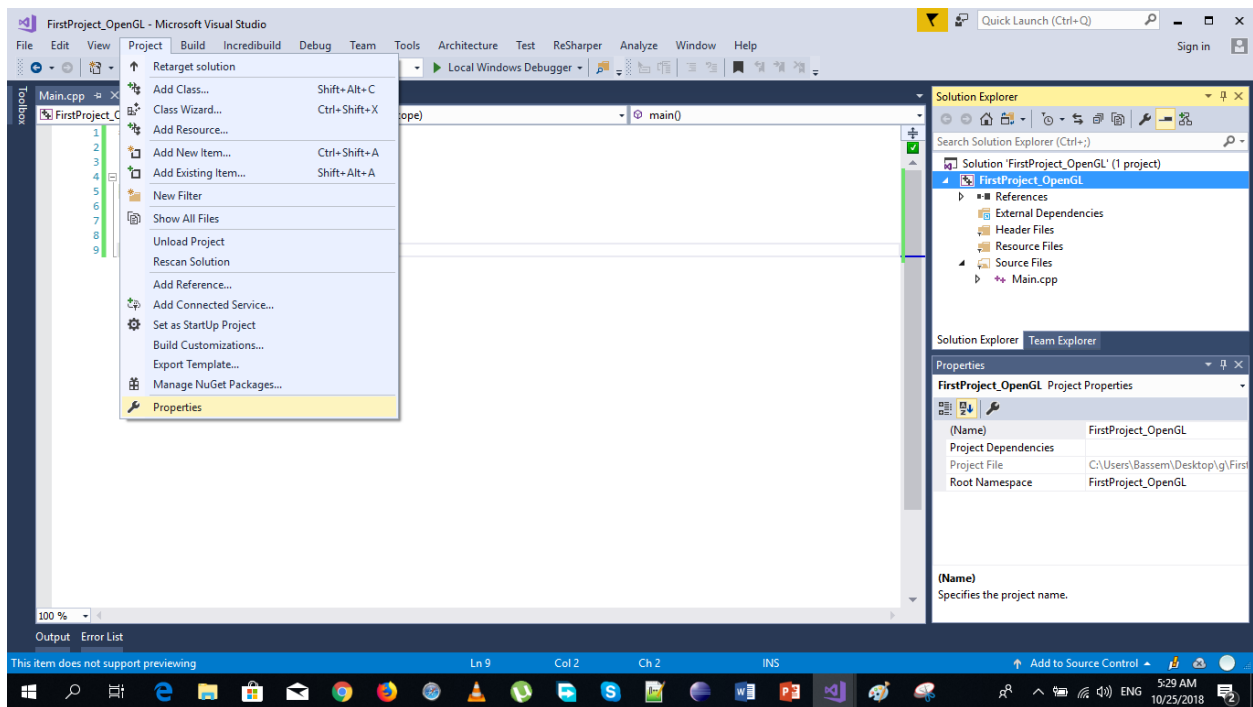 FirstProject_OpenGL - Microsoft Visual Studio
Quick Launch (Ctrl+Q)
File Edit View Project Build Incredibuild Debug Team Tools Architecture Test ReSharper Analyze Window Help
Sign in
Local Windows Debugger
Toolbox
Main.cpp
FirstProject_O
ope)
main()
1
2
3
4
5
6
7
8
9
Retarget solution
Add Class... Shift+Alt+C
Class Wizard... Ctrl+Shift+X
Add Resource...
Add New Item... Ctrl+Shift+A
Add Existing Item... Shift+Alt+A
New Filter
Show All Files
Unload Project
Rescan Solution
Add Reference...
Add Connected Service...
Set as StartUp Project
Build Customizations...
Export Template...
Manage NuGet Packages...
Properties
100 %
Output Error List
Solution Explorer
Search Solution Explorer (Ctrl+;)
Solution 'FirstProject_OpenGL' (1 project)
FirstProject_OpenGL
References
External Dependencies
Header Files
Resource Files
Source Files
Main.cpp
Solution Explorer Team Explorer
Properties
FirstProject_OpenGL Project Properties
(Name) FirstProject_OpenGL
Project Dependencies
Project File C:\Users\Bassem\Desktop\g\First
Root Namespace FirstProject_OpenGL
(Name)
Specifies the project name.
This item does not support previewing Ln 9 Col 2 Ch 2 INS Add to Source Control
ENG
5:29 AM
10/25/2018